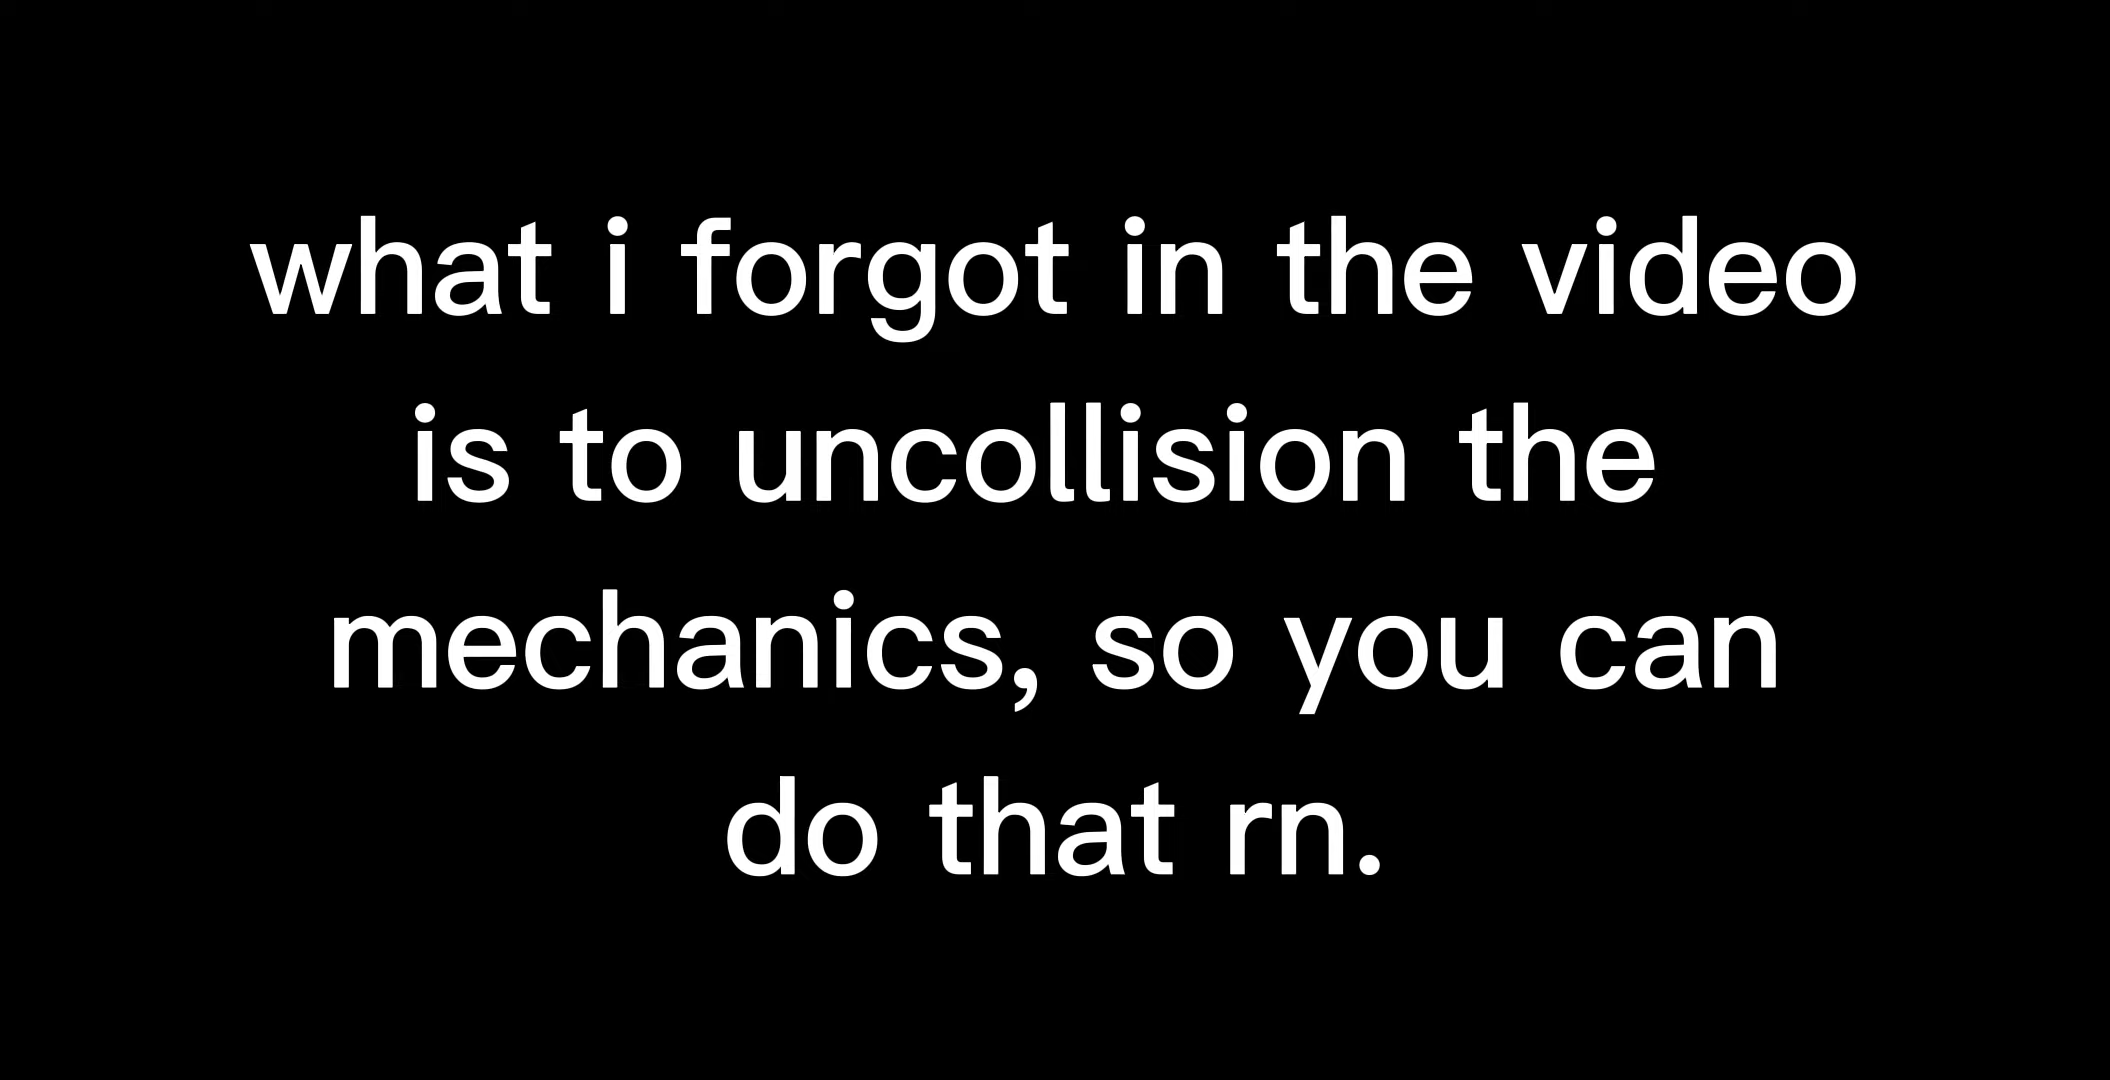 what i forgot in the video
is to uncollision the
mechanics, so you can
do that rn.